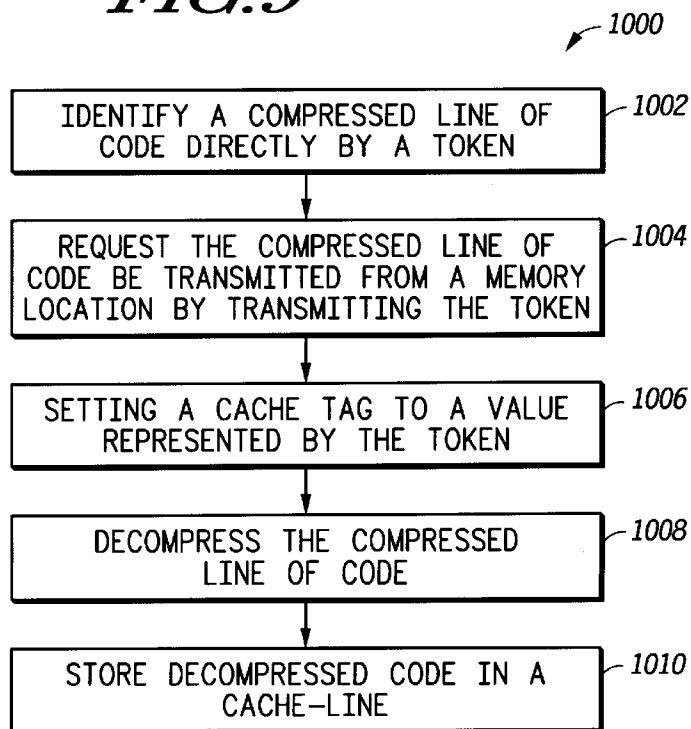 FIG.9
1000
IDENTIFY A COMPRESSED LINE OF
CODE DIRECTLY BY A TOKEN
1002
REQUEST THE COMPRESSED LINE OF
CODE BE TRANSMITTED FROM A MEMORY
LOCATION BY TRANSMITTING THE TOKEN
1004
SETTING A CACHE TAG TO A VALUE
REPRESENTED BY THE TOKEN
1006
DECOMPRESS THE COMPRESSED
LINE OF CODE
1008
STORE DECOMPRESSED CODE IN A
CACHE-LINE
1010